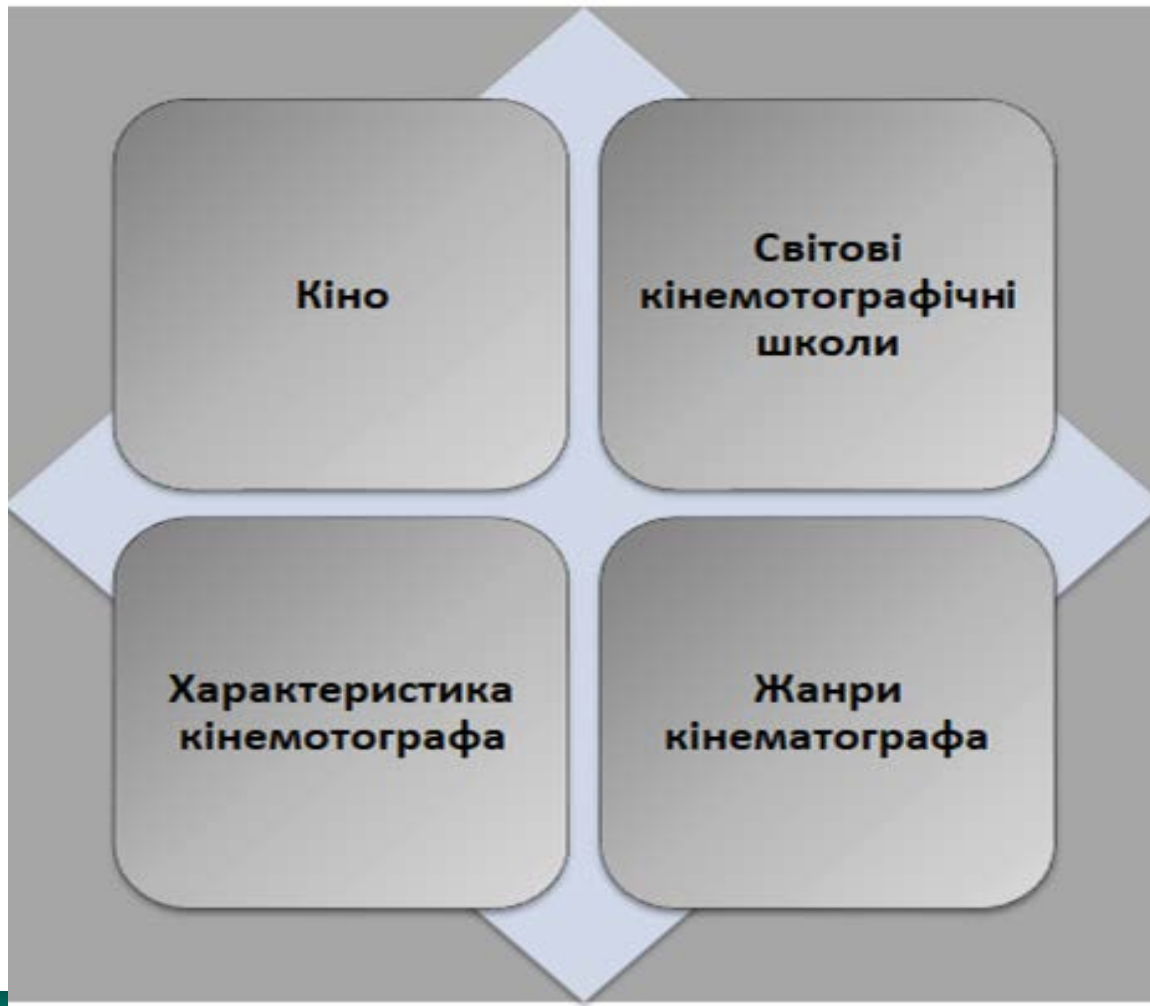 Кіно
Світові
кінемотографічні
школи
Характеристика
кінемотографа
Жанри
кінематографа